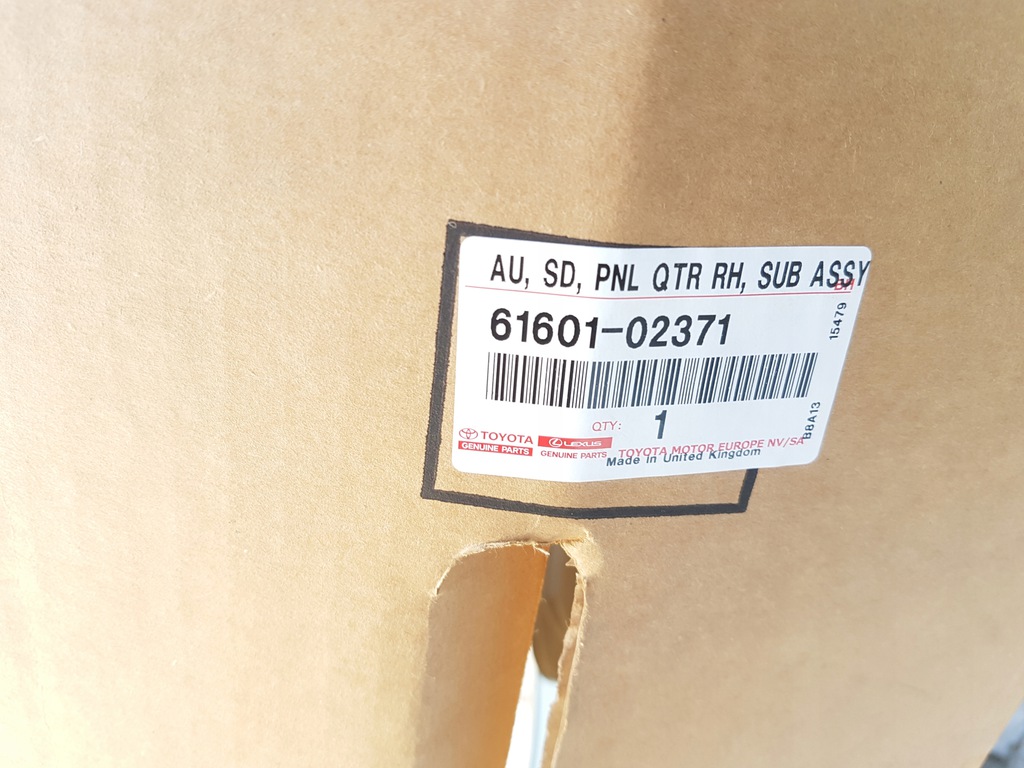 AU, SD, PNL QTR RH, SUB ASSY
61601-02371
15479
QTY: 1
B8A13
TOYOTA
GENUINE PARTS
LEXUS
GENUINE PARTS
TOYOTA MOTOR EUROPE NV/SA
Made in United Kingdom